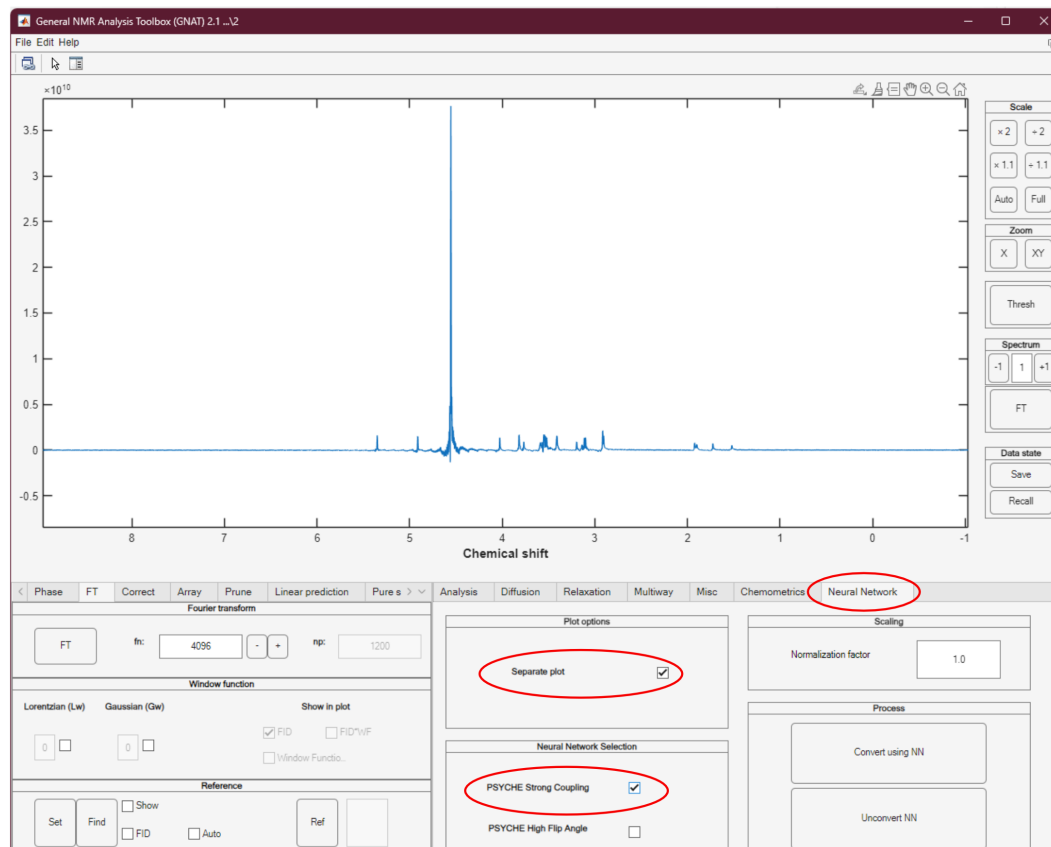 General NMR Analysis Toolbox (GNAT) 2.1 ...\2
File Edit Help
×10^10
3.5
3
2.5
2
1.5
1
0.5
0
-0.5
8 7 6 5 4 3 2 1 0 -1
Chemical shift
Scale
× 2 ÷ 2
× 1.1 ÷ 1.1
Auto Full
Zoom
X XY
Thresh
Spectrum
-1 1 +1
FT
Data state
Save
Recall
Phase FT Correct Array Prune Linear prediction Pure s
Analysis Diffusion Relaxation Multiway Misc Chemometrics Neural Network
Fourier transform
FT fn: 4096 - + np: 1200
Window function
Lorentzian (Lw) Gaussian (Gw) Show in plot
0 0 FID FID*WF
Window Functio...
Reference
Set Find Show Ref
FID Auto
Plot options
Separate plot
Neural Network Selection
PSYCHE Strong Coupling
PSYCHE High Flip Angle
Scaling
Normalization factor 1.0
Process
Convert using NN
Unconvert NN